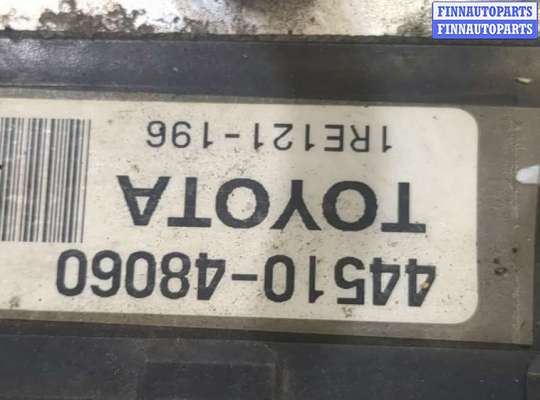 FINNAUTOPARTS
FINNAUTOPARTS
44510-48060
TOYOTA
1RE121-196